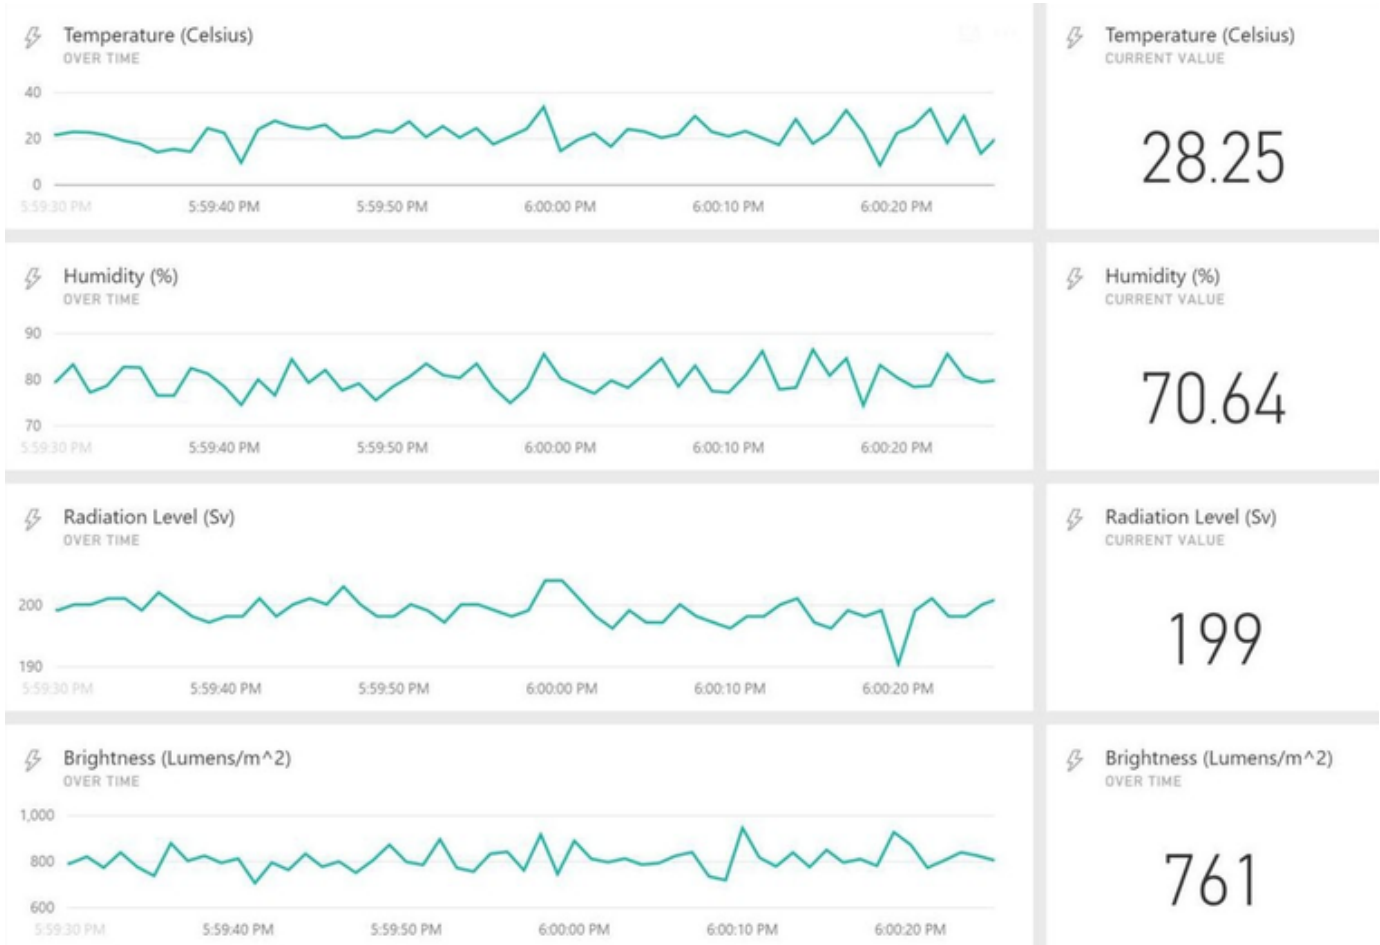 Temperature (Celsius)
OVER TIME
40
20
0
5:59:30 PM 5:59:40 PM 5:59:50 PM 6:00:00 PM 6:00:10 PM 6:00:20 PM
Temperature (Celsius)
CURRENT VALUE
28.25
Humidity (%)
OVER TIME
90
80
70
5:59:30 PM 5:59:40 PM 5:59:50 PM 6:00:00 PM 6:00:10 PM 6:00:20 PM
Humidity (%)
CURRENT VALUE
70.64
Radiation Level (Sv)
OVER TIME
200
190
5:59:30 PM 5:59:40 PM 5:59:50 PM 6:00:00 PM 6:00:10 PM 6:00:20 PM
Radiation Level (Sv)
CURRENT VALUE
199
Brightness (Lumens/m^2)
OVER TIME
1,000
800
600
5:59:30 PM 5:59:40 PM 5:59:50 PM 6:00:00 PM 6:00:10 PM 6:00:20 PM
Brightness (Lumens/m^2)
OVER TIME
761